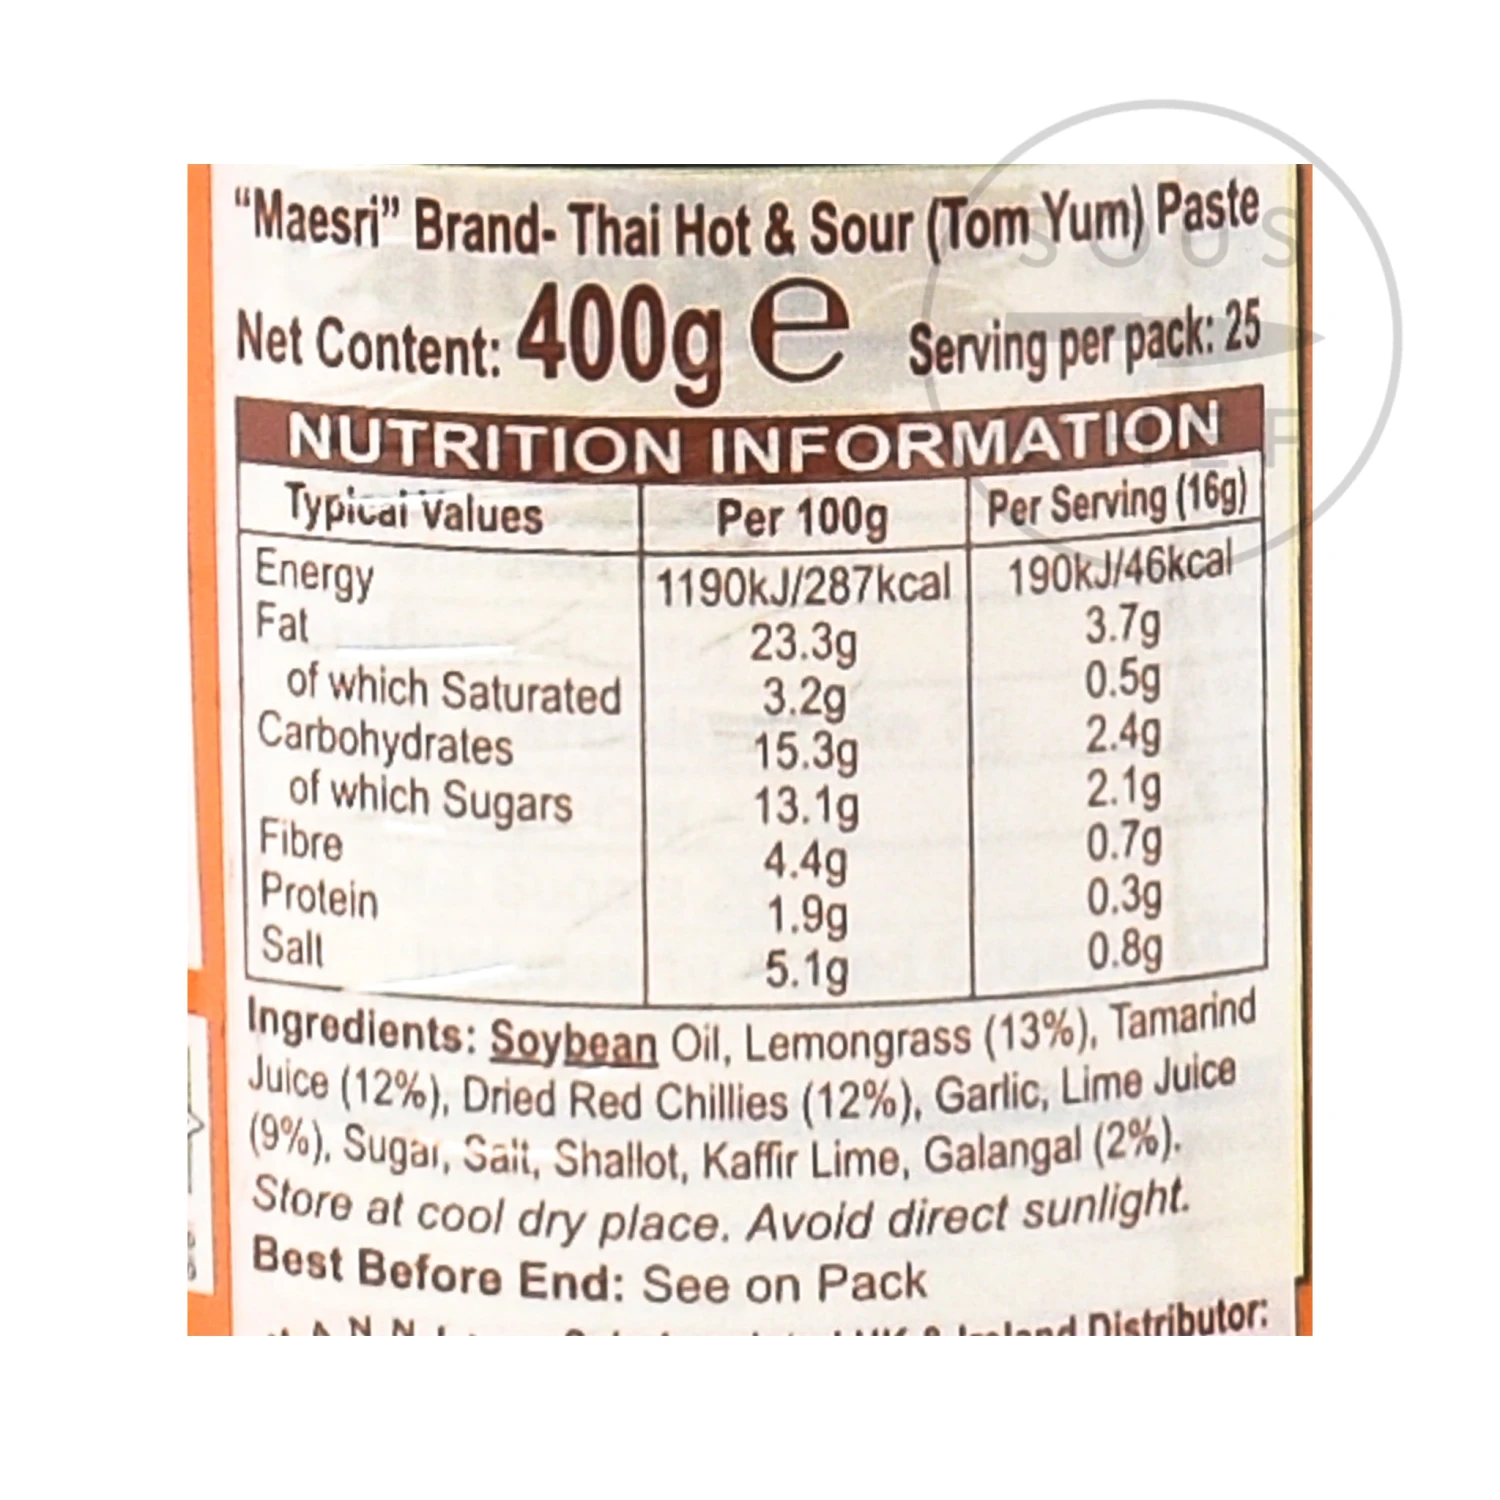 “Maesri” Brand- Thai Hot & Sour (Tom Yum) Paste
Net Content: 400g ℮ Serving per pack: 25
NUTRITION INFORMATION
Typical Values Per 100g Per Serving (16g)
Energy 1190kJ/287kcal 190kJ/46kcal
Fat 23.3g 3.7g
of which Saturated 3.2g 0.5g
Carbohydrates 15.3g 2.4g
of which Sugars 13.1g 2.1g
Fibre 4.4g 0.7g
Protein 1.9g 0.3g
Salt 5.1g 0.8g
Ingredients: Soybean Oil, Lemongrass (13%), Tamarind
Juice (12%), Dried Red Chillies (12%), Garlic, Lime Juice
(9%), Sugar, Salt, Shallot, Kaffir Lime, Galangal (2%).
Store at cool dry place. Avoid direct sunlight.
Best Before End: See on Pack
UK & Ireland Distributor:
SOUS